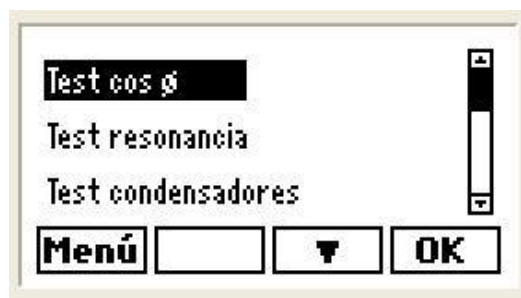 Test cos ø
Test resonancia
Test condensadores
Menú ▼ OK